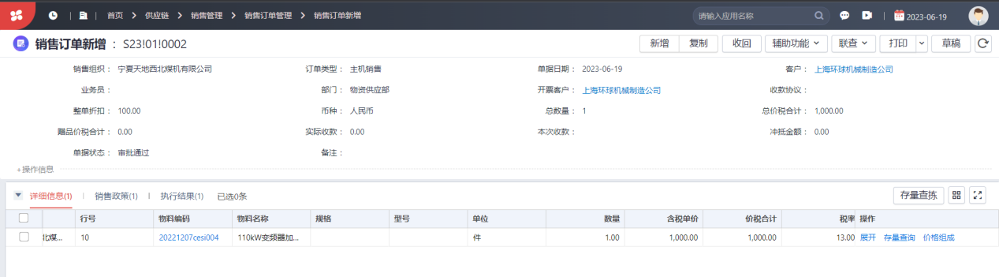 首页 供应链 销售管理 销售订单管理 销售订单新增 请输入应用名称 2023-06-19
销售订单新增 : S23!01!0002 新增 复制 收回 辅助功能 联查 打印 草稿
销售组织: 宁夏天地西北煤机有限公司 订单类型: 主机销售 单据日期: 2023-06-19 客户: 上海环球机械制造公司
业务员: 部门: 物资供应部 开票客户: 上海环球机械制造公司 收款协议:
整单折扣: 100.00 币种: 人民币 总数量: 1 总价税合计: 1,000.00
赠品价税合计: 0.00 实际收款: 0.00 本次收款: 冲抵金额: 0.00
单据状态: 审批通过 备注:
+操作信息
详细信息(1) 销售政策(1) 执行结果(1) 已选0条 存量查拣
行号 物料编码 物料名称 规格 型号 单位 数量 含税单价 价税合计 税率 操作
北煤... 10 20221207cesi004 110kW变频器加... 件 1.00 1,000.00 1,000.00 13.00 展开 存量查询 价格组成